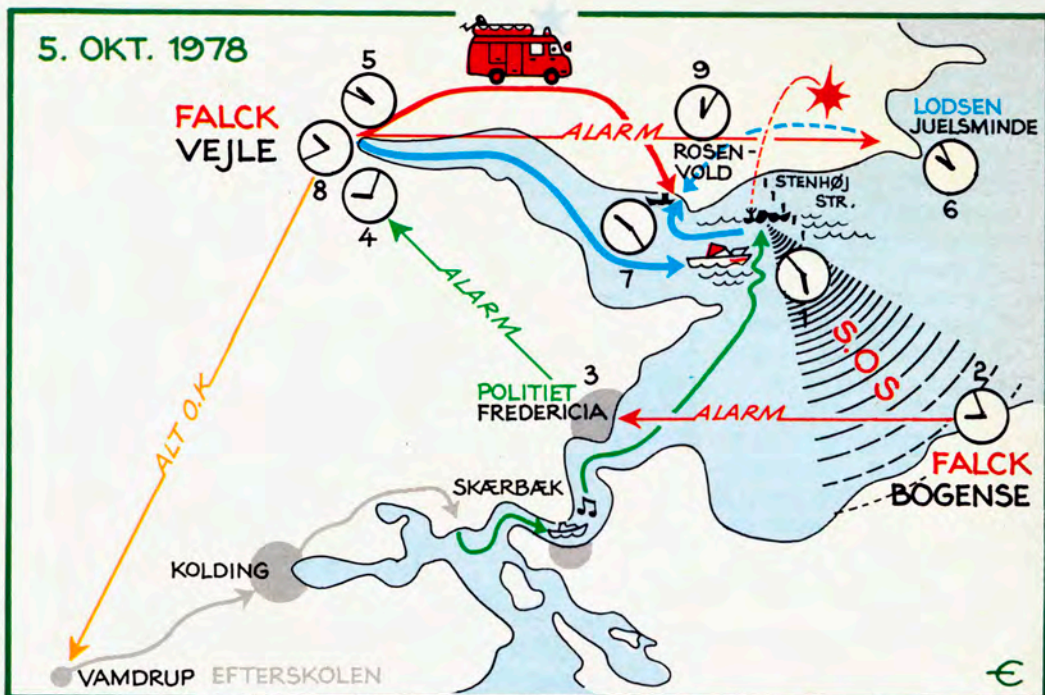 5. OKT. 1978
5
9
FALCK
VEJLE
ALARM
LODSEN
JUELSMINDE
ROSEN-
VOLD
8
STENHØJ
STR.
6
4
7
1
ALARM
S.O.S
3
2
POLITIET
FREDERICIA
ALARM
ALT O.K
FALCK
BOGENSE
SKÆRBÆK
KOLDING
VAMDRUP EFTERSKOLEN